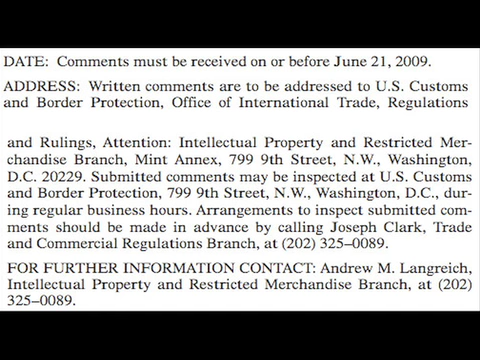 DATE: Comments must be received on or before June 21, 2009.
ADDRESS: Written comments are to be addressed to U.S. Customs
and Border Protection, Office of International Trade, Regulations
and Rulings, Attention: Intellectual Property and Restricted Mer-
chandise Branch, Mint Annex, 799 9th Street, N.W., Washington,
D.C. 20229. Submitted comments may be inspected at U.S. Customs
and Border Protection, 799 9th Street, N.W., Washington, D.C., dur-
ing regular business hours. Arrangements to inspect submitted com-
ments should be made in advance by calling Joseph Clark, Trade
and Commercial Regulations Branch, at (202) 325–0089.
FOR FURTHER INFORMATION CONTACT: Andrew M. Langreich,
Intellectual Property and Restricted Merchandise Branch, at (202)
325–0089.